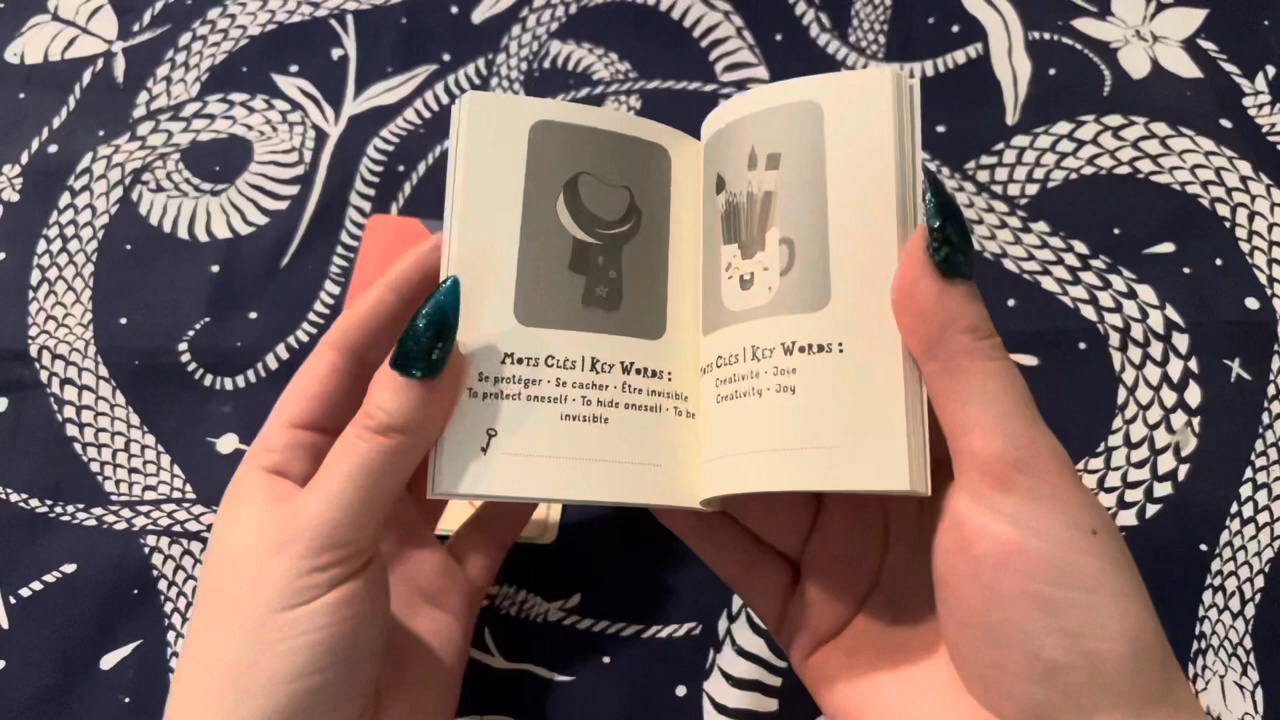 Mots Clés | Key Words :
Se protéger • Se cacher • Être invisible
To protect oneself • To hide oneself • To be
invisible
Mots Clés | Key Words :
Créativité • Joie
Creativity • Joy